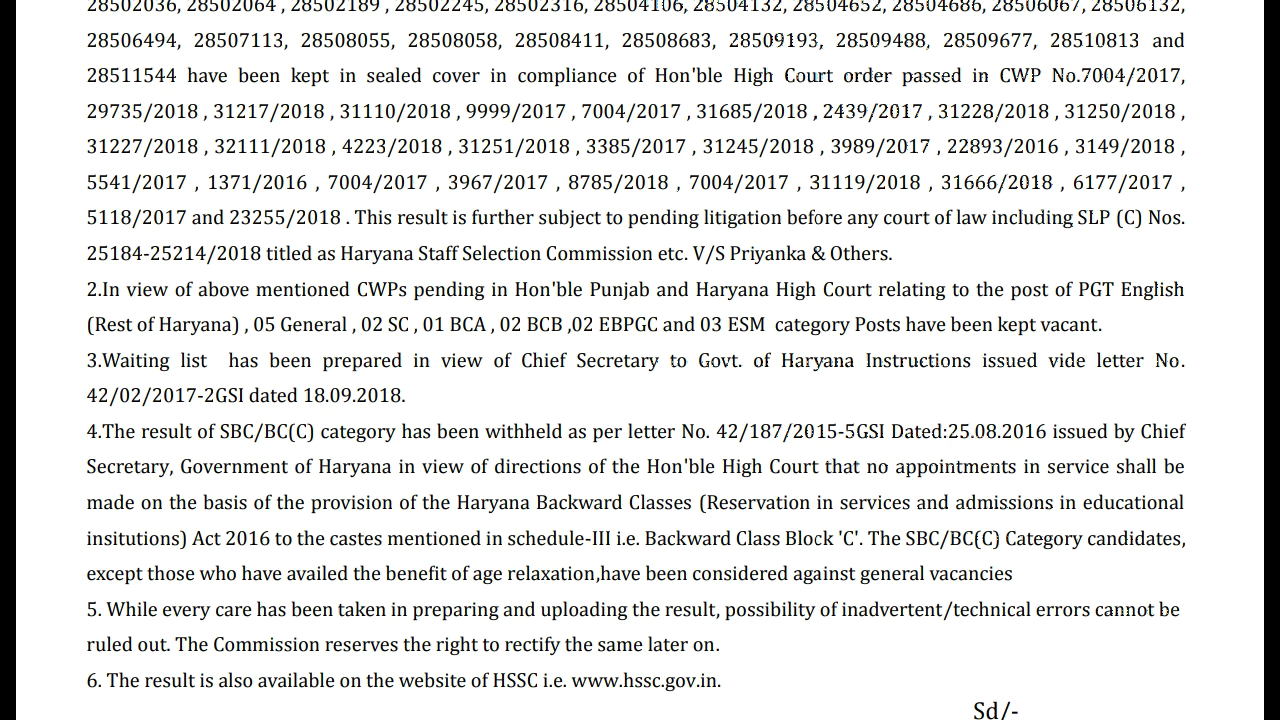 28502036, 28502064 , 28502189 , 28502245, 28502316, 28504106, 28504132, 28504652, 28504686, 28506067, 28506132,
28506494, 28507113, 28508055, 28508058, 28508411, 28508683, 28509193, 28509488, 28509677, 28510813 and
28511544 have been kept in sealed cover in compliance of Hon'ble High Court order passed in CWP No.7004/2017,
29735/2018 , 31217/2018 , 31110/2018 , 9999/2017 , 7004/2017 , 31685/2018 , 2439/2017 , 31228/2018 , 31250/2018 ,
31227/2018 , 32111/2018 , 4223/2018 , 31251/2018 , 3385/2017 , 31245/2018 , 3989/2017 , 22893/2016 , 3149/2018 ,
5541/2017 , 1371/2016 , 7004/2017 , 3967/2017 , 8785/2018 , 7004/2017 , 31119/2018 , 31666/2018 , 6177/2017 ,
5118/2017 and 23255/2018 . This result is further subject to pending litigation before any court of law including SLP (C) Nos.
25184-25214/2018 titled as Haryana Staff Selection Commission etc. V/S Priyanka & Others.
2.In view of above mentioned CWPs pending in Hon'ble Punjab and Haryana High Court relating to the post of PGT English
(Rest of Haryana) , 05 General , 02 SC , 01 BCA , 02 BCB ,02 EBPGC and 03 ESM category Posts have been kept vacant.
3.Waiting list has been prepared in view of Chief Secretary to Govt. of Haryana Instructions issued vide letter No.
42/02/2017-2GSI dated 18.09.2018.
4.The result of SBC/BC(C) category has been withheld as per letter No. 42/187/2015-5GSI Dated:25.08.2016 issued by Chief
Secretary, Government of Haryana in view of directions of the Hon'ble High Court that no appointments in service shall be
made on the basis of the provision of the Haryana Backward Classes (Reservation in services and admissions in educational
insitutions) Act 2016 to the castes mentioned in schedule-III i.e. Backward Class Block 'C'. The SBC/BC(C) Category candidates,
except those who have availed the benefit of age relaxation,have been considered against general vacancies
5. While every care has been taken in preparing and uploading the result, possibility of inadvertent/technical errors cannot be
ruled out. The Commission reserves the right to rectify the same later on.
6. The result is also available on the website of HSSC i.e. www.hssc.gov.in.
Sd/-